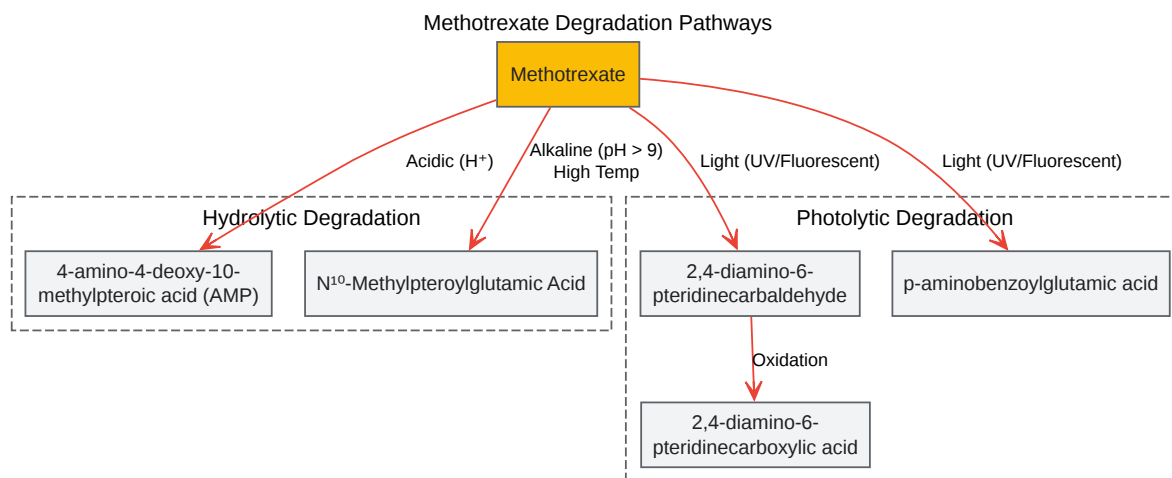 Methotrexate Degradation Pathways
Methotrexate
Acidic (H⁺)
Alkaline (pH > 9)
High Temp
Light (UV/Fluorescent)
Light (UV/Fluorescent)
Hydrolytic Degradation
Photolytic Degradation
4-amino-4-deoxy-10-
methylpteroic acid (AMP)
N¹⁰-Methylpteroylglutamic Acid
2,4-diamino-6-
pteridinecarbaldehyde
p-aminobenzoylglutamic acid
Oxidation
2,4-diamino-6-
pteridinecarboxylic acid